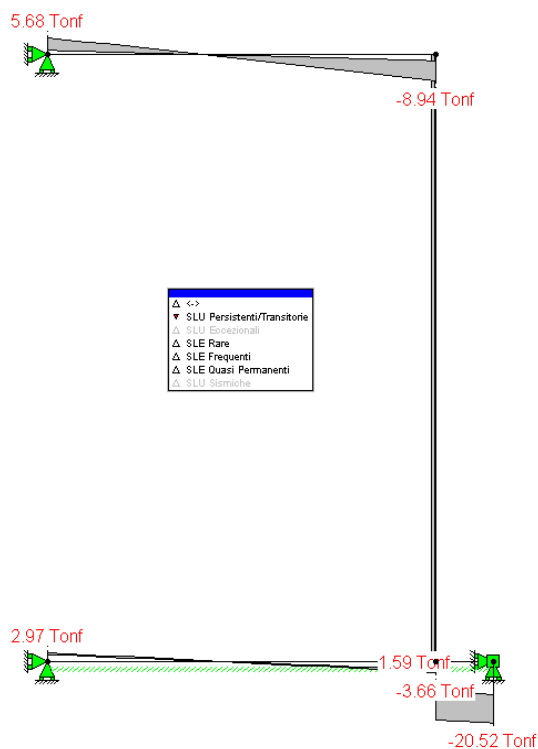 5.68 Tonf
-8.94 Tonf
<->
SLU Persistenti/Transitorie
SLU Eccezionali
SLE Rare
SLE Frequenti
SLE Quasi Permanenti
SLU Sismiche
2.97 Tonf
1.59 Tonf
-3.66 Tonf
-20.52 Tonf